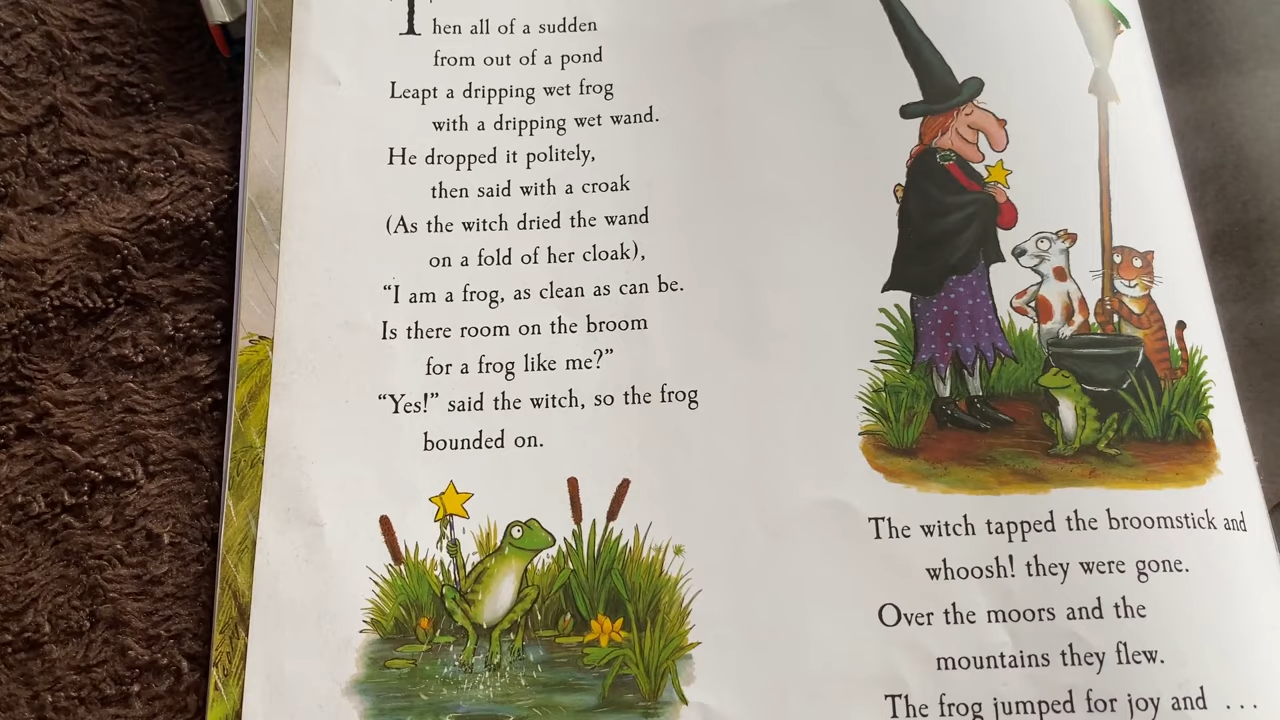 Then all of a sudden
from out of a pond
Leapt a dripping wet frog
with a dripping wet wand.
He dropped it politely,
then said with a croak
(As the witch dried the wand
on a fold of her cloak),
“I am a frog, as clean as can be.
Is there room on the broom
for a frog like me?”
“Yes!” said the witch, so the frog
bounded on.
The witch tapped the broomstick and
whoosh! they were gone.
Over the moors and the
mountains they flew.
The frog jumped for joy and ...